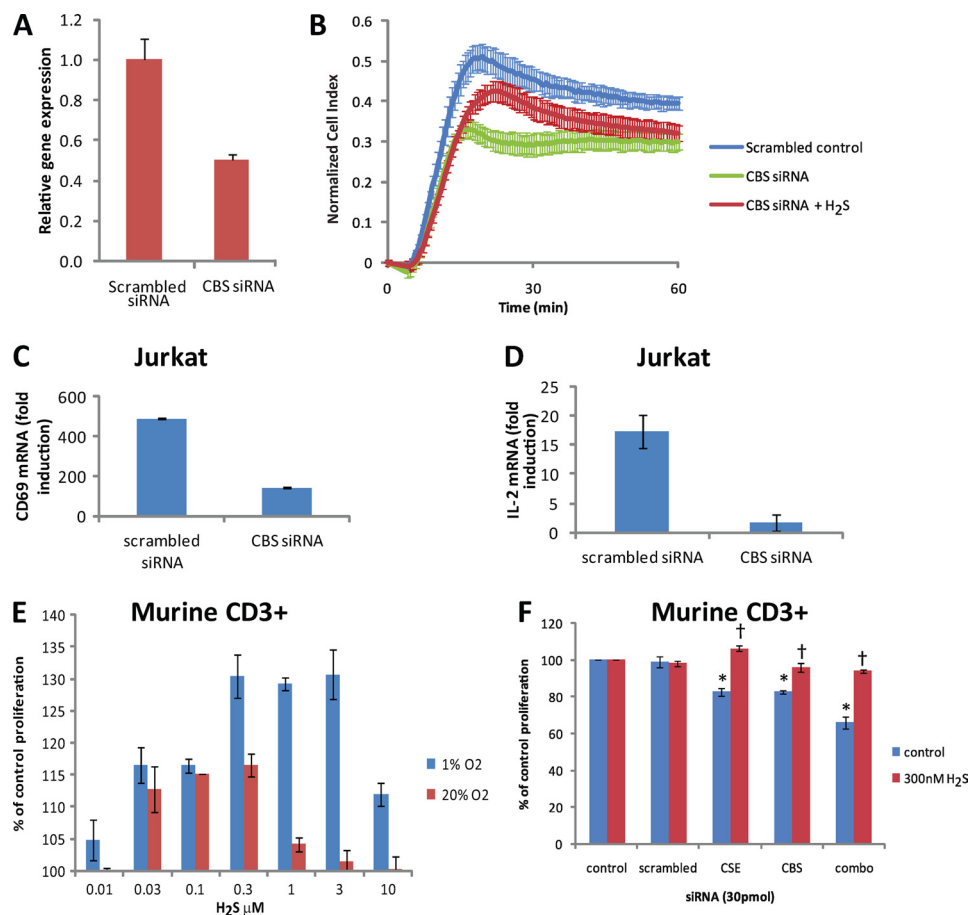 A
Relative gene expression
1.2
1.0
0.8
0.6
0.4
0.2
0.0
Scrambled
siRNA
CBS siRNA
B
Normalized Cell Index
0.6
0.5
0.4
0.3
0.2
0.1
0
0
30
60
Time (min)
Scrambled control
CBS siRNA
CBS siRNA + H2S
C
Jurkat
CD69 mRNA (fold
induction)
600
400
200
0
scrambled
siRNA
CBS siRNA
D
Jurkat
IL-2 mRNA (fold
induction)
25
20
15
10
5
0
scrambled siRNA
CBS siRNA
E
Murine CD3+
% of control proliferation
140
135
130
125
120
115
110
105
100
0.01
0.03
0.1
0.3
1
3
10
H2S μM
1% O2
20% O2
F
Murine CD3+
% of control proliferation
120
100
80
60
40
20
0
*
†
*
†
*
†
control
scrambled
CSE
CBS
combo
siRNA (30pmol)
control
300nM H2S